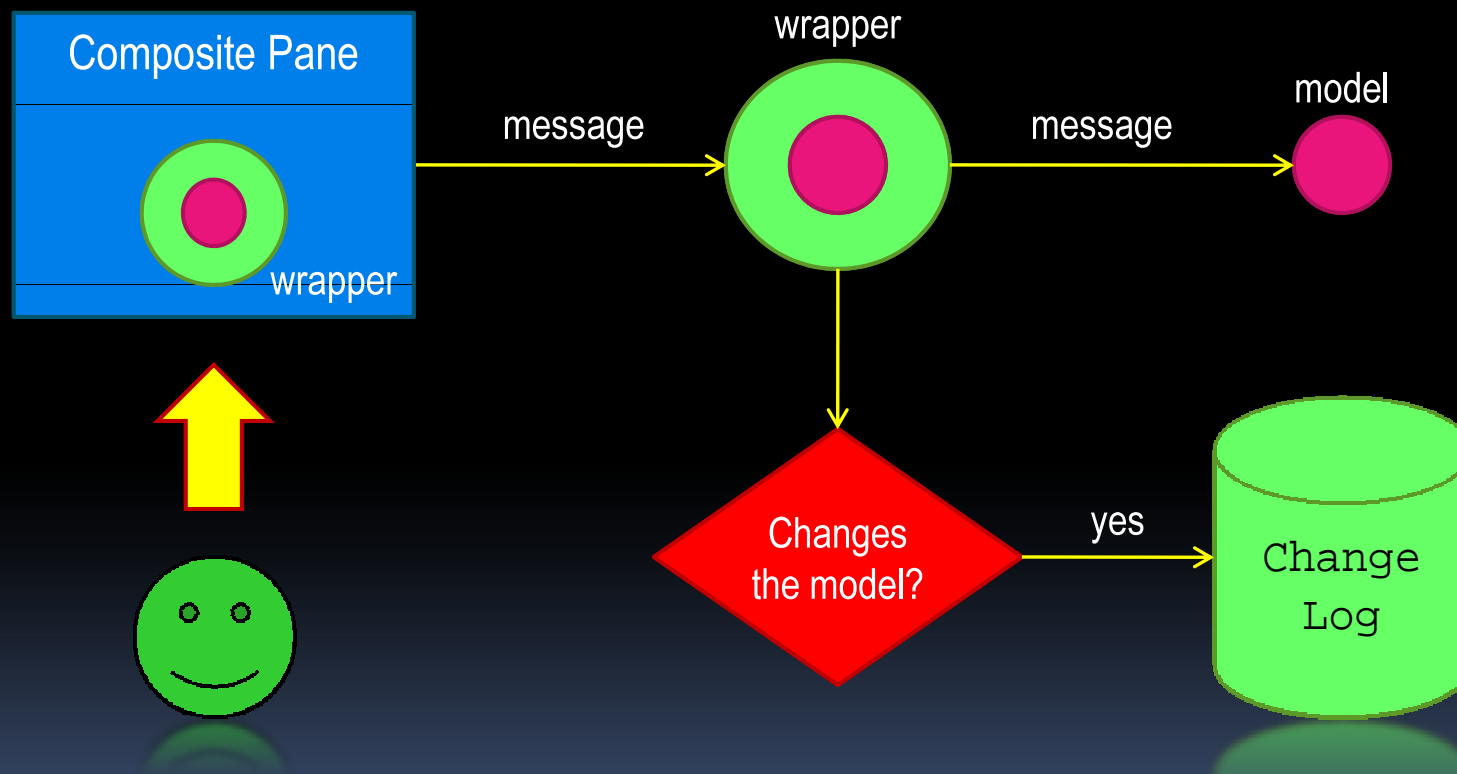 Composite Pane
wrapper
message
wrapper
message
model
Changes
the model?
yes
Change
Log